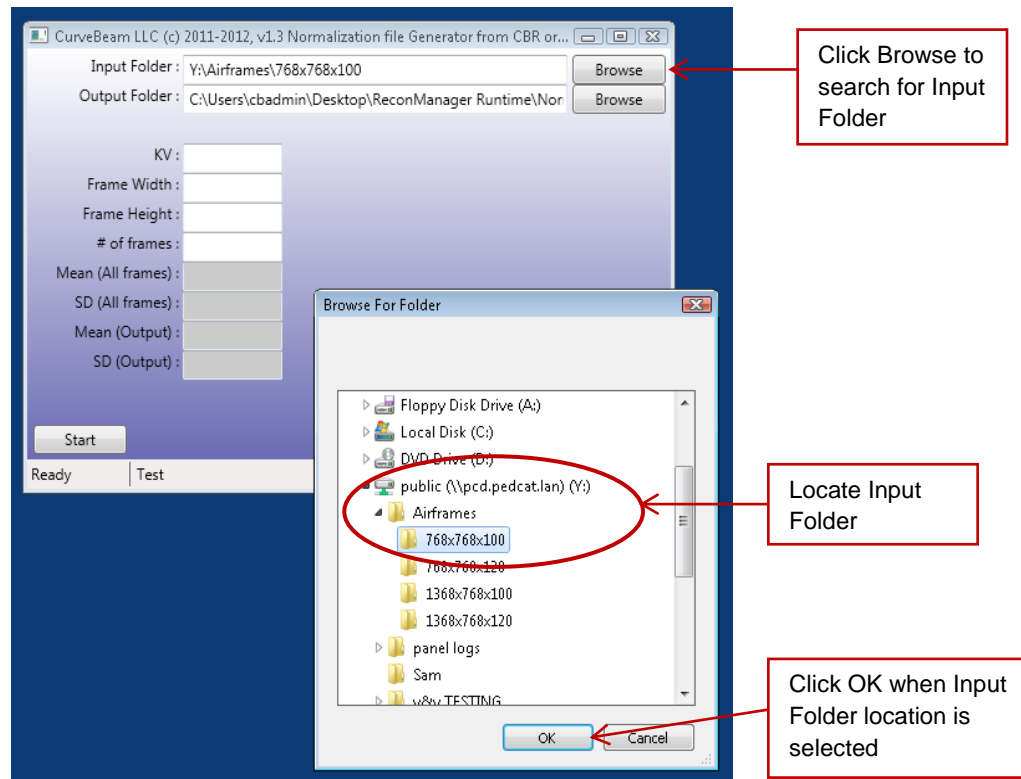 CurveBeam LLC (c) 2011-2012, v1.3 Normalization file Generator from CBR or...
Input Folder : Y:\Airframes\768x768x100 Browse
Output Folder : C:\Users\cbadmin\Desktop\ReconManager Runtime\Nor Browse
KV :
Frame Width :
Frame Height :
# of frames :
Mean (All frames) :
SD (All frames) :
Mean (Output) :
SD (Output) :
Start
Ready Test
Click Browse to
search for Input
Folder
Browse For Folder
Floppy Disk Drive (A:)
Local Disk (C:)
DVD Drive (D:)
public (\\pcd.pedcat.lan) (Y:)
Airframes
768x768x100
768x768x120
1368x768x100
1368x768x120
panel logs
Sam
v&v TESTING
OK Cancel
Locate Input
Folder
Click OK when Input
Folder location is
selected